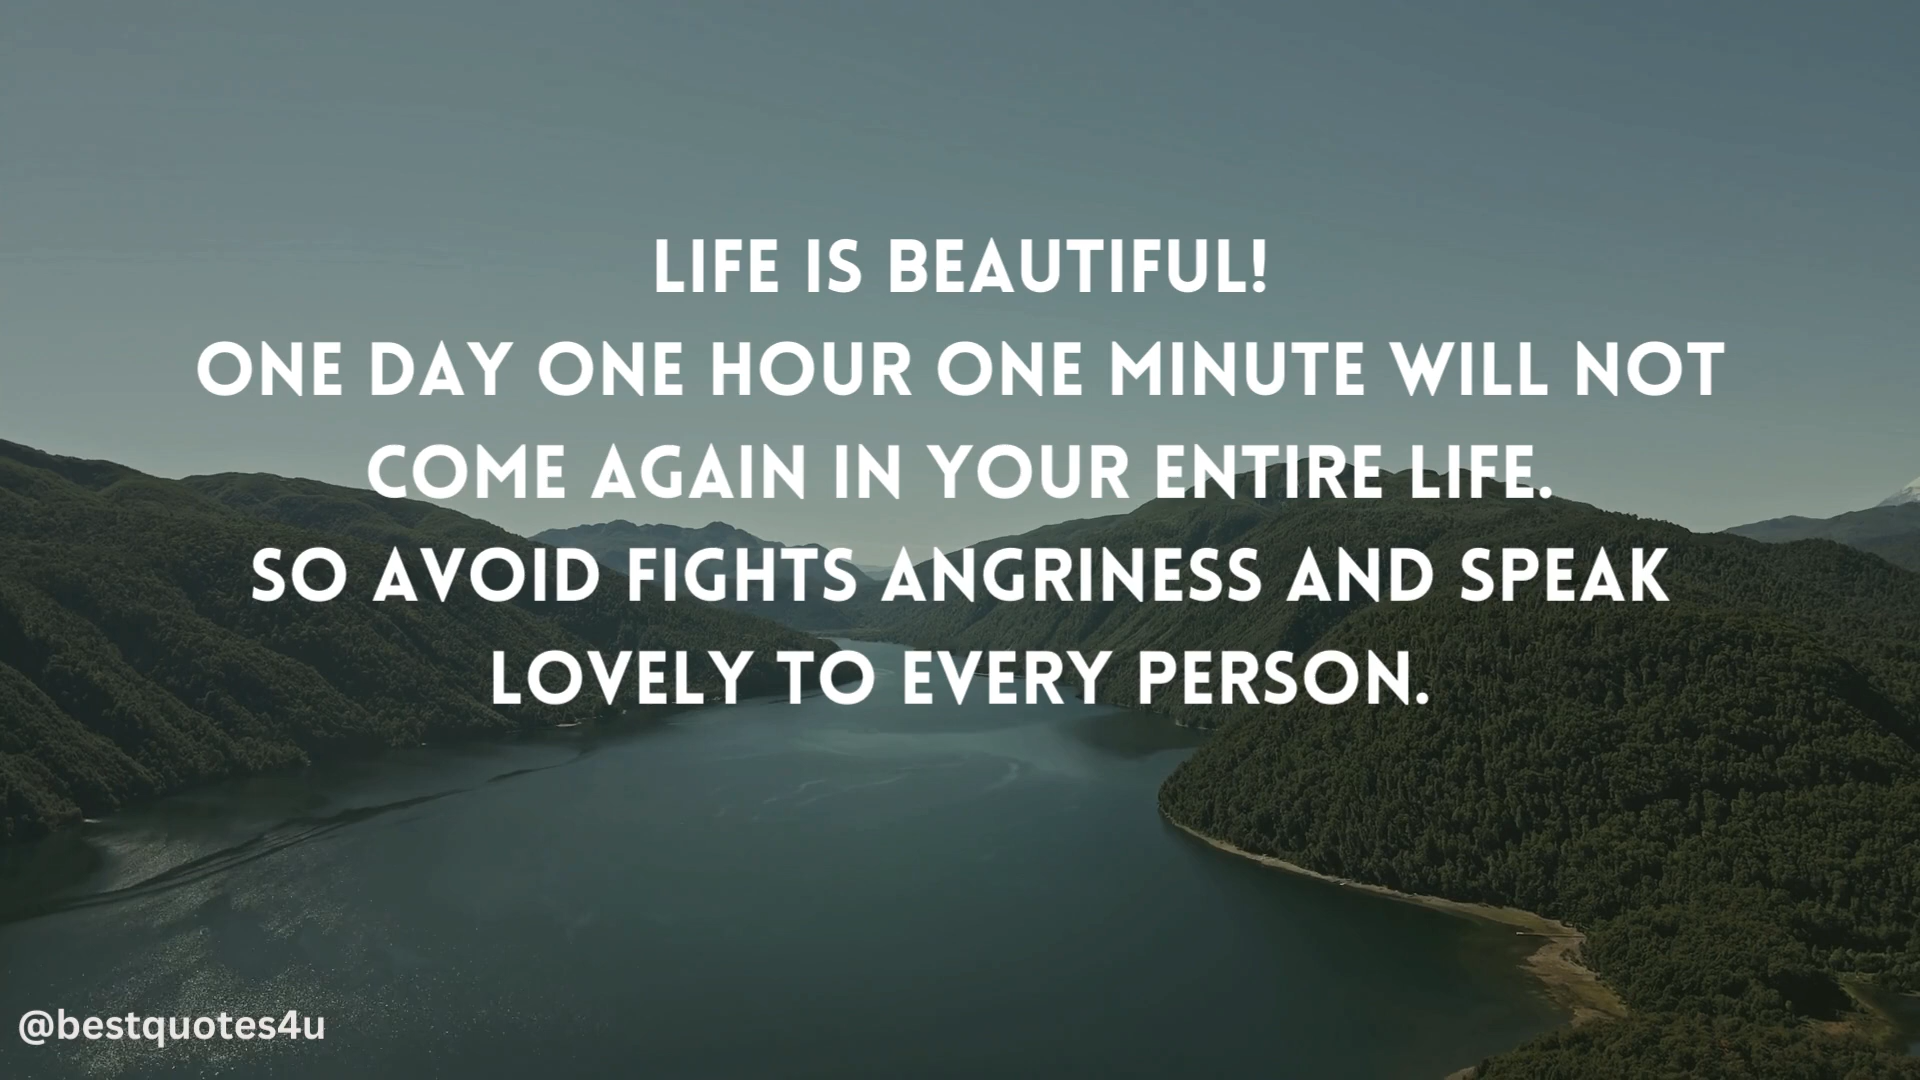 LIFE IS BEAUTIFUL!
ONE DAY ONE HOUR ONE MINUTE WILL NOT
COME AGAIN IN YOUR ENTIRE LIFE.
SO AVOID FIGHTS ANGRINESS AND SPEAK
LOVELY TO EVERY PERSON.
@bestquotes4u